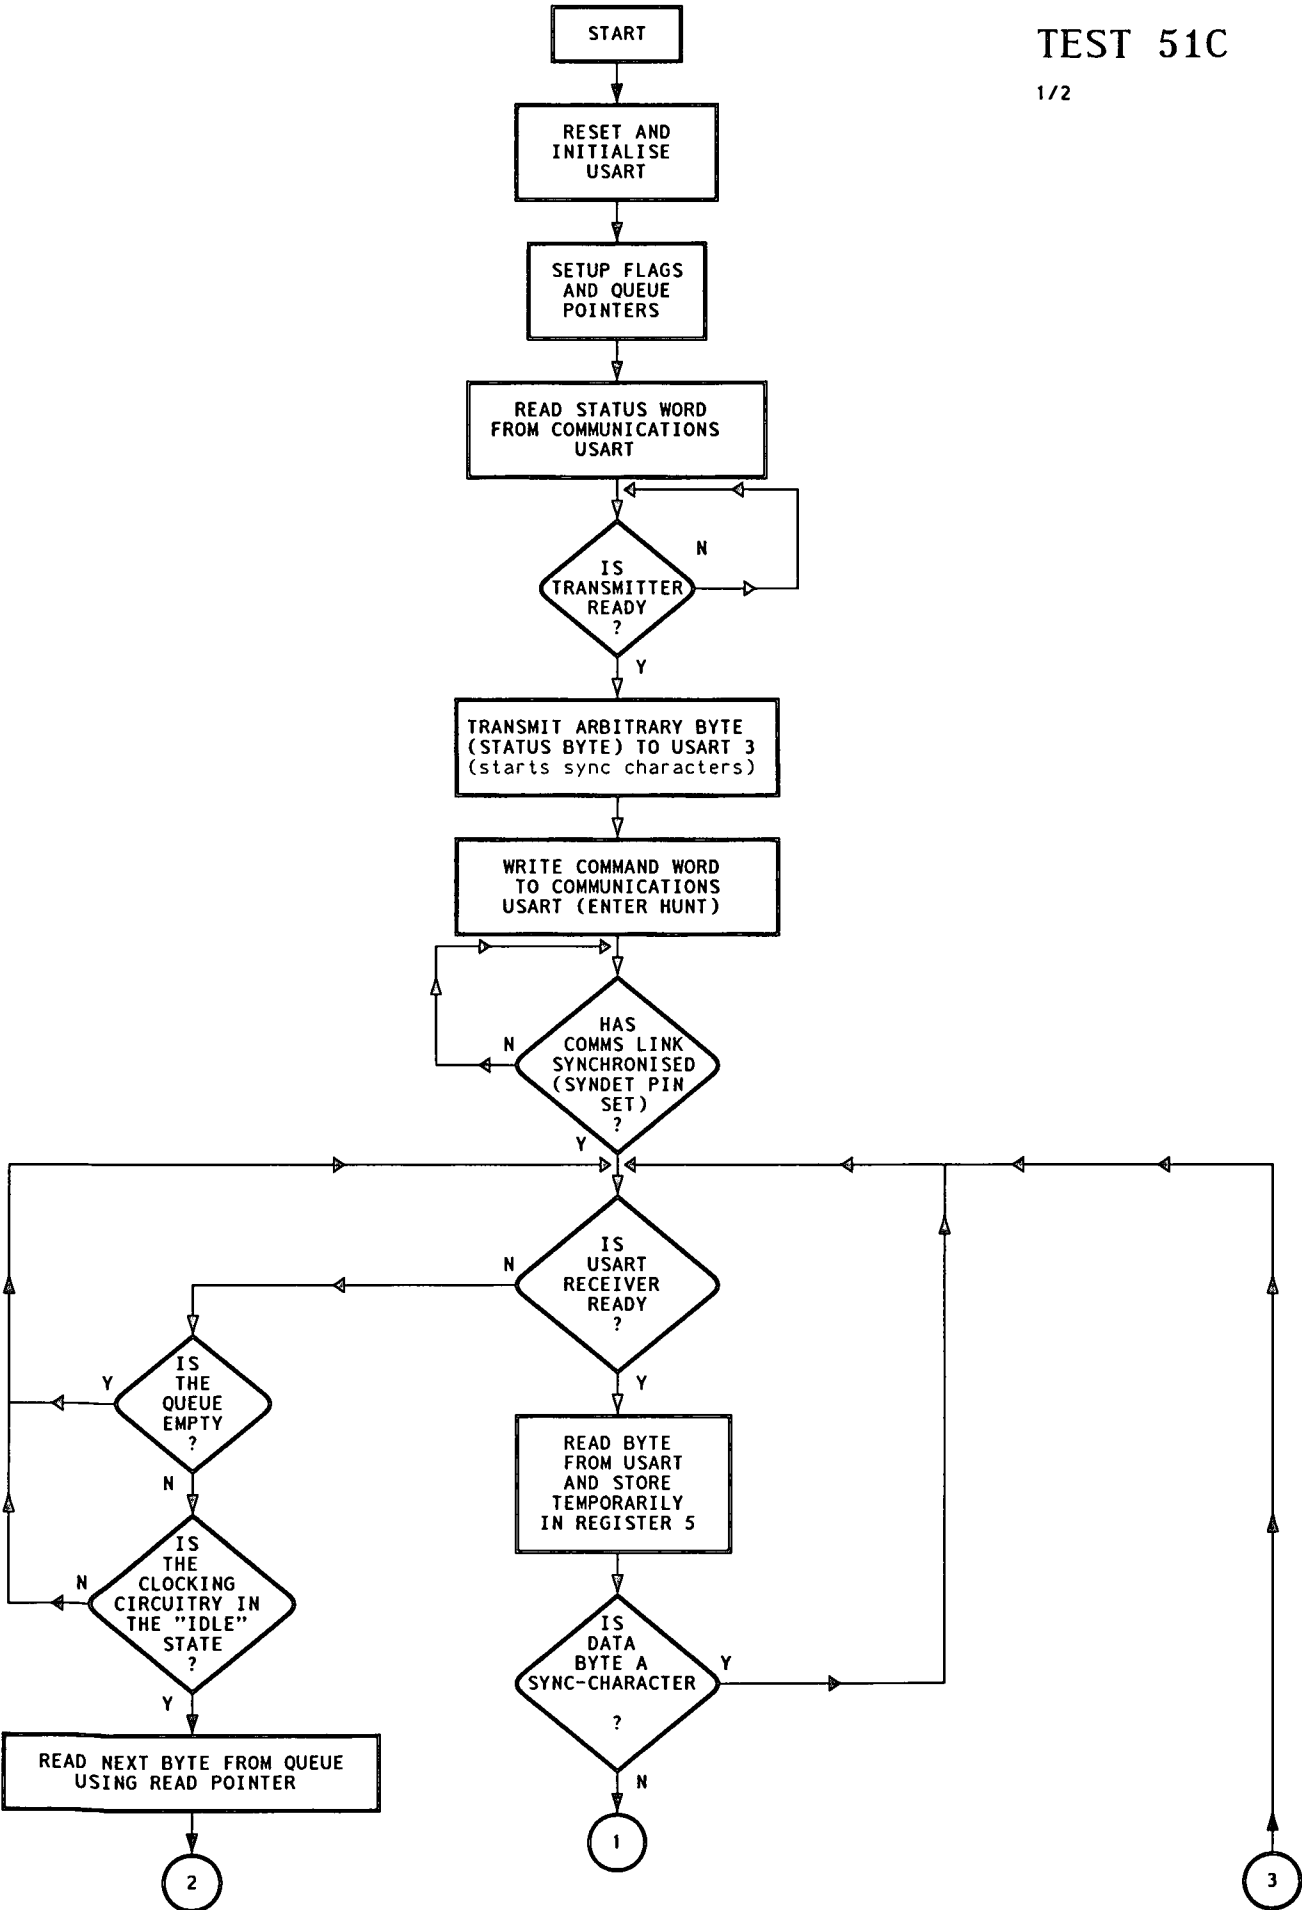 START
TEST 51C
1/2
RESET AND
INITIALISE
USART
SETUP FLAGS
AND QUEUE
POINTERS
READ STATUS WORD
FROM COMMUNICATIONS
USART
N
IS
TRANSMITTER
READY
?
Y
TRANSMIT ARBITRARY BYTE
(STATUS BYTE) TO USART 3
(starts sync characters)
WRITE COMMAND WORD
TO COMMUNICATIONS
USART (ENTER HUNT)
N
HAS
COMMS LINK
SYNCHRONISED
(SYNDET PIN
SET)
?
Y
N
IS
USART
RECEIVER
READY
?
Y
Y
IS
THE
QUEUE
EMPTY
?
N
READ BYTE
FROM USART
AND STORE
TEMPORARILY
IN REGISTER 5
N
IS
THE
CLOCKING
CIRCUITRY IN
THE "IDLE"
STATE
?
Y
IS
DATA
BYTE A
SYNC-CHARACTER
?
Y
N
READ NEXT BYTE FROM QUEUE
USING READ POINTER
1
2
3